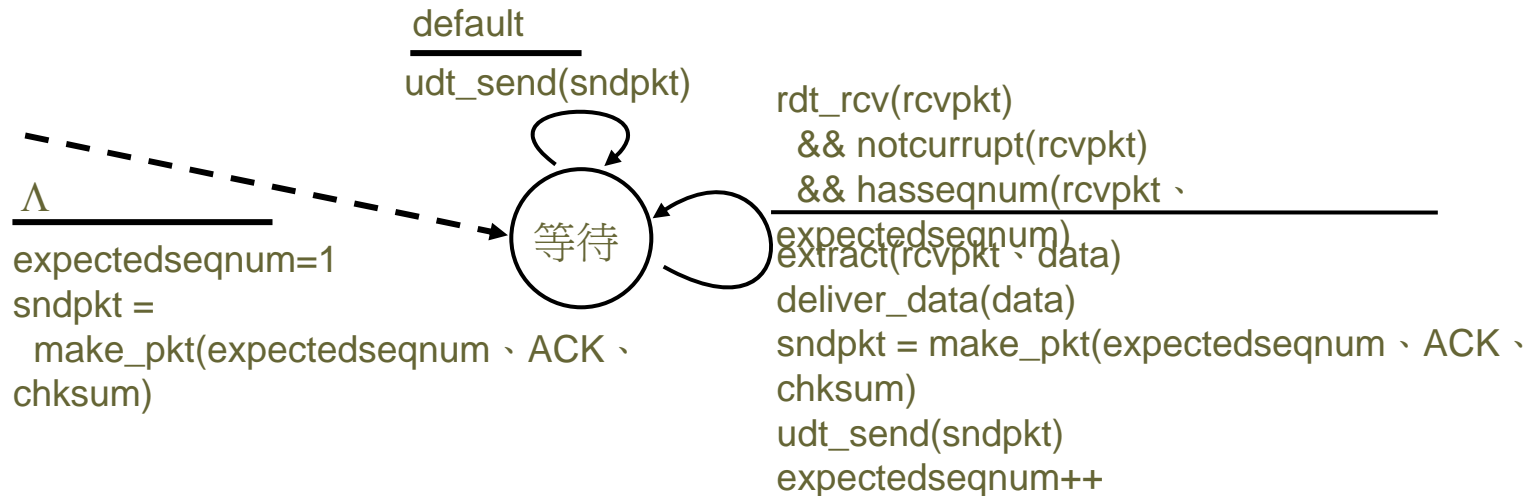 default
udt_send(sndpkt)
Λ
expectedseqnum=1
sndpkt =
make_pkt(expectedseqnum、ACK、
chksum)
等待
rdt_rcv(rcvpkt)
&& notcurrupt(rcvpkt)
&& hasseqnum(rcvpkt、
expectedseqnum)
extract(rcvpkt、data)
deliver_data(data)
sndpkt = make_pkt(expectedseqnum、ACK、
chksum)
udt_send(sndpkt)
expectedseqnum++